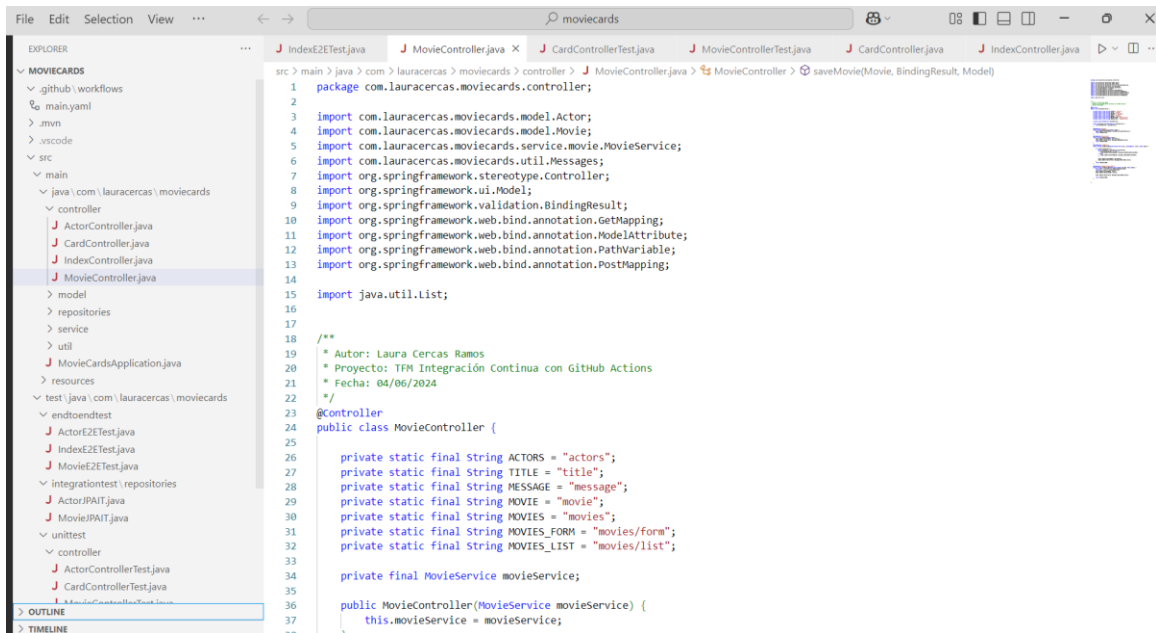 File Edit Selection View ··· moviecards
EXPLORER ···
MOVIECARDS
.github\workflows
main.yaml
.mvn
.vscode
src
main
java\com\lauracercas\moviecards
controller
ActorController.java
CardController.java
IndexController.java
MovieController.java
model
repositories
service
util
MovieCardsApplication.java
resources
test\java\com\lauracercas\moviecards
endtoendtest
ActorE2ETest.java
IndexE2ETest.java
MovieE2ETest.java
integrationtest\repositories
ActorJPAIT.java
MovieJPAIT.java
unittest
controller
ActorControllerTest.java
CardControllerTest.java
MovieControllerTest.java
OUTLINE
TIMELINE
J IndexE2ETest.java J MovieController.java × J CardControllerTest.java J MovieControllerTest.java J CardController.java J IndexController.java
src > main > java > com > lauracercas > moviecards > controller > J MovieController.java > MovieController > saveMovie(Movie, BindingResult, Model)
1 package com.lauracercas.moviecards.controller;
2
3 import com.lauracercas.moviecards.model.Actor;
4 import com.lauracercas.moviecards.model.Movie;
5 import com.lauracercas.moviecards.service.movie.MovieService;
6 import com.lauracercas.moviecards.util.Messages;
7 import org.springframework.stereotype.Controller;
8 import org.springframework.ui.Model;
9 import org.springframework.validation.BindingResult;
10 import org.springframework.web.bind.annotation.GetMapping;
11 import org.springframework.web.bind.annotation.ModelAttribute;
12 import org.springframework.web.bind.annotation.PathVariable;
13 import org.springframework.web.bind.annotation.PostMapping;
14
15 import java.util.List;
16
17
18 /**
19 * Autor: Laura Cercas Ramos
20 * Proyecto: TFM Integración Continua con GitHub Actions
21 * Fecha: 04/06/2024
22 */
23 @Controller
24 public class MovieController {
25
26 private static final String ACTORS = "actors";
27 private static final String TITLE = "title";
28 private static final String MESSAGE = "message";
29 private static final String MOVIE = "movie";
30 private static final String MOVIES = "movies";
31 private static final String MOVIES_FORM = "movies/form";
32 private static final String MOVIES_LIST = "movies/list";
33
34 private final MovieService movieService;
35
36 public MovieController(MovieService movieService) {
37 this.movieService = movieService;